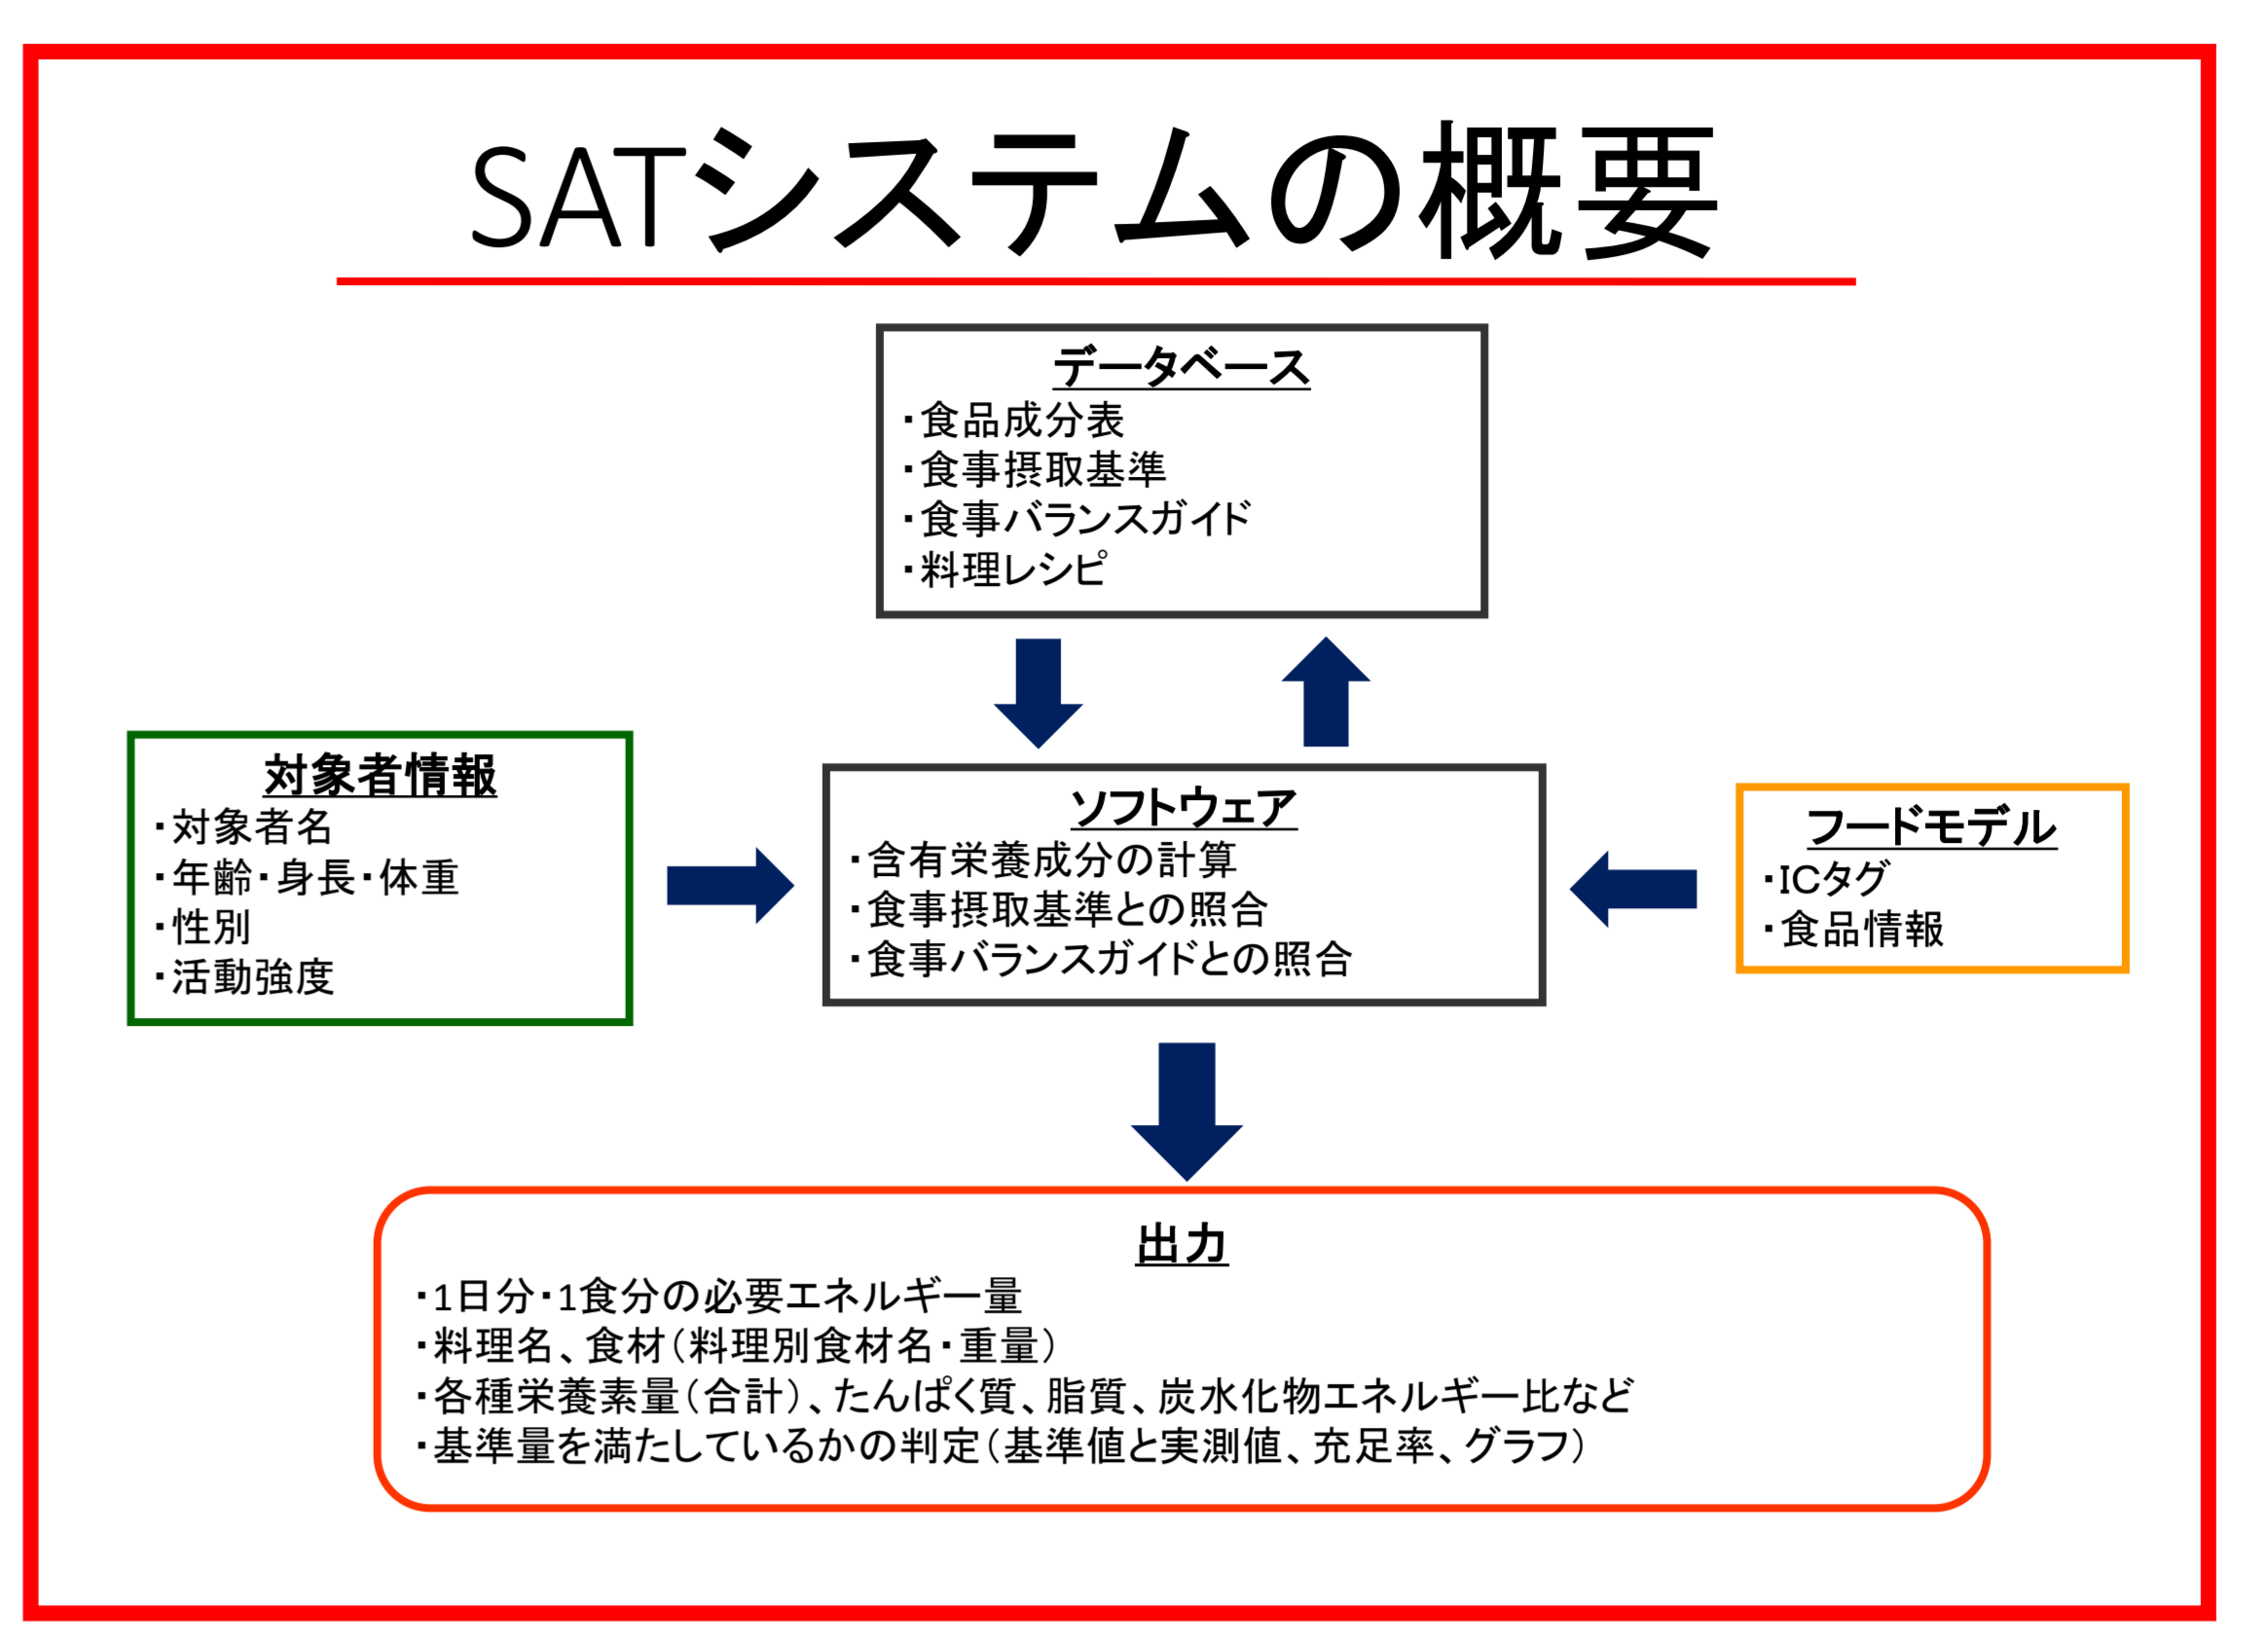 SATシステムの概要
データベース
・食品成分表
・食事摂取基準
・食事バランスガイド
・料理レシピ
対象者情報
・対象者名
・年齢・身長・体重
・性別
・活動強度
ソフトウェア
・含有栄養成分の計算
・食事摂取基準との照合
・食事バランスガイドとの照合
フードモデル
・ICタグ
・食品情報
出力
・1日分・1食分の必要エネルギー量
・料理名、食材（料理別食材名・重量）
・各種栄養素量（合計）、たんぱく質、脂質、炭水化物エネルギー比など
・基準量を満たしているかの判定（基準値と実測値、充足率、グラフ）